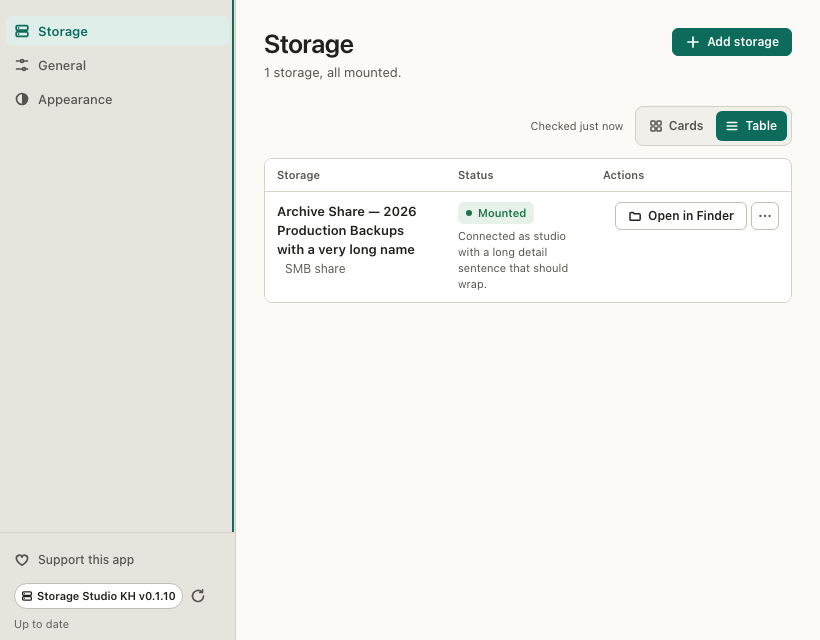 Storage
General
Appearance
Support this app
Storage Studio KH v0.1.10
Up to date
Storage
1 storage, all mounted.
Add storage
Checked just now
Cards
Table
Storage Status Actions
Archive Share — 2026
Production Backups
with a very long name
SMB share
Mounted
Connected as studio
with a long detail
sentence that should
wrap.
Open in Finder